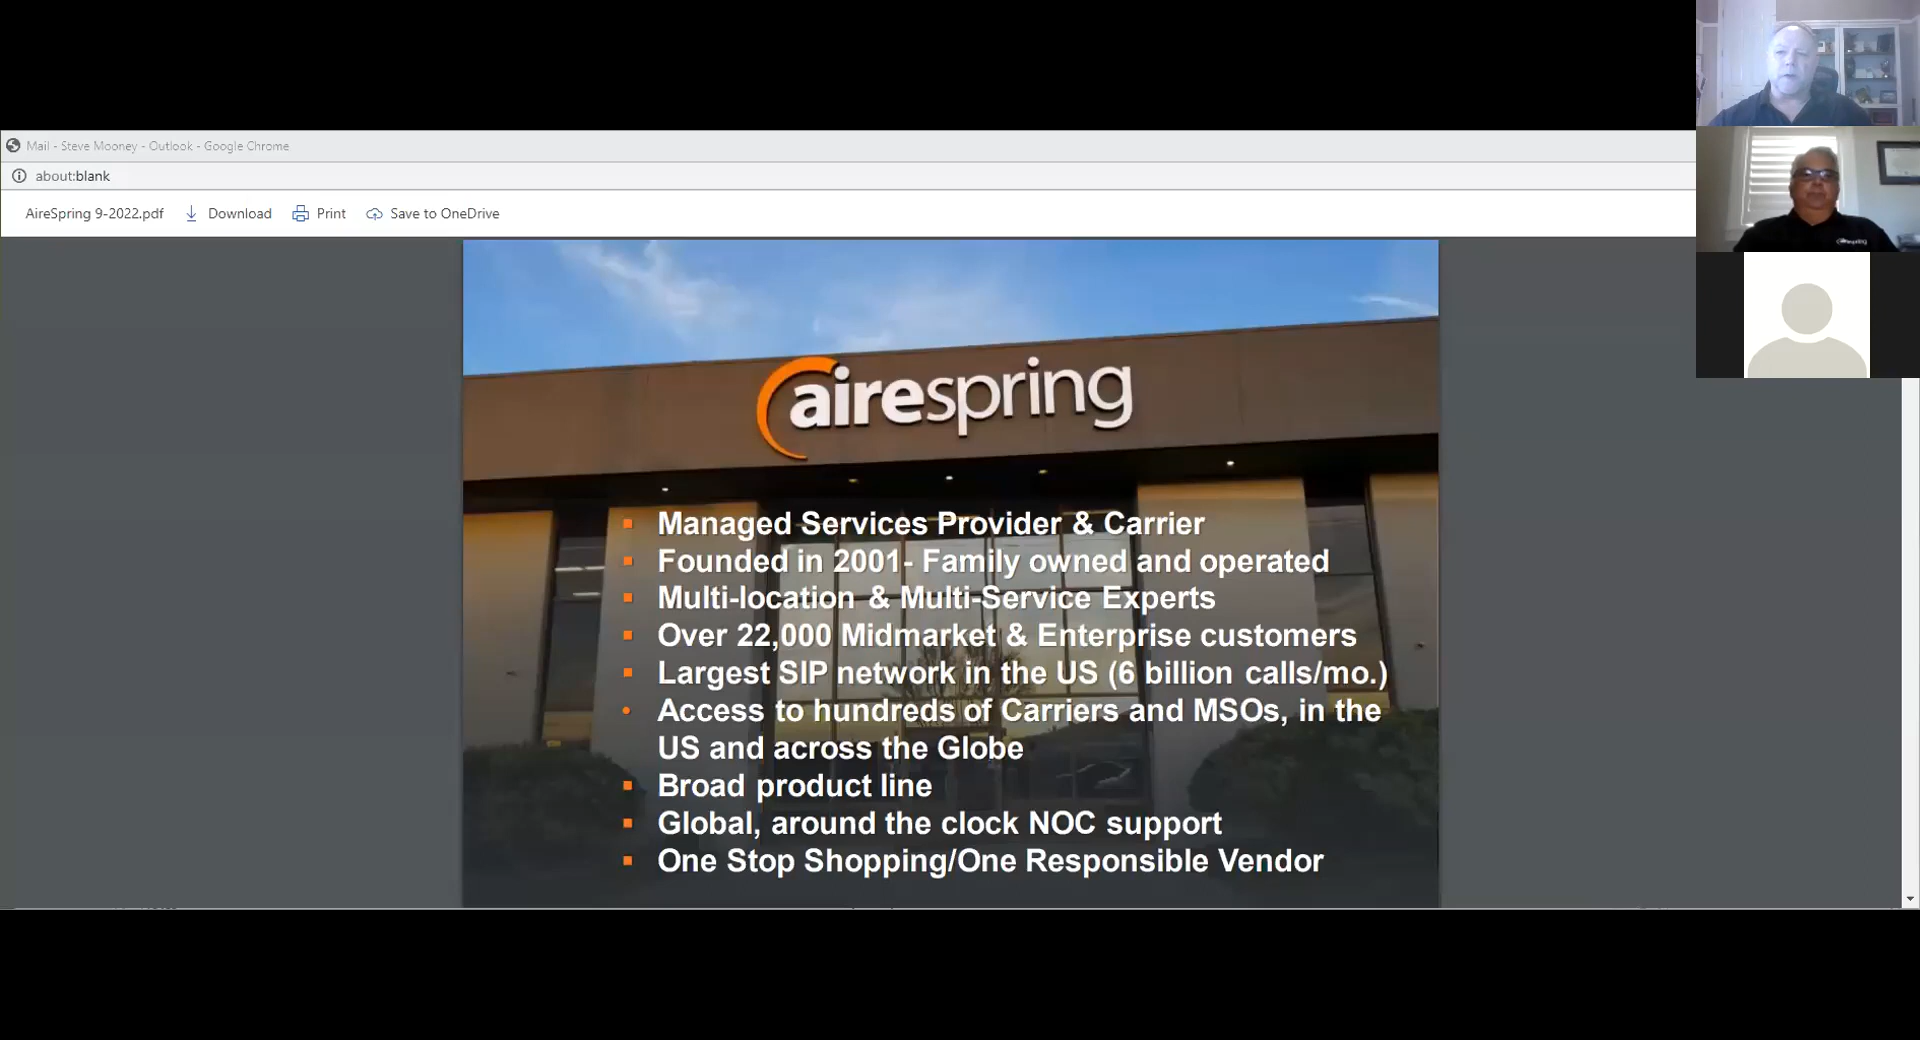 Mail - Steve Mooney - Outlook - Google Chrome
about:blank
AireSpring 9-2022.pdf Download Print Save to OneDrive
airespring
Managed Services Provider & Carrier
Founded in 2001- Family owned and operated
Multi-location & Multi-Service Experts
Over 22,000 Midmarket & Enterprise customers
Largest SIP network in the US (6 billion calls/mo.)
Access to hundreds of Carriers and MSOs, in the
US and across the Globe
Broad product line
Global, around the clock NOC support
One Stop Shopping/One Responsible Vendor
airespring